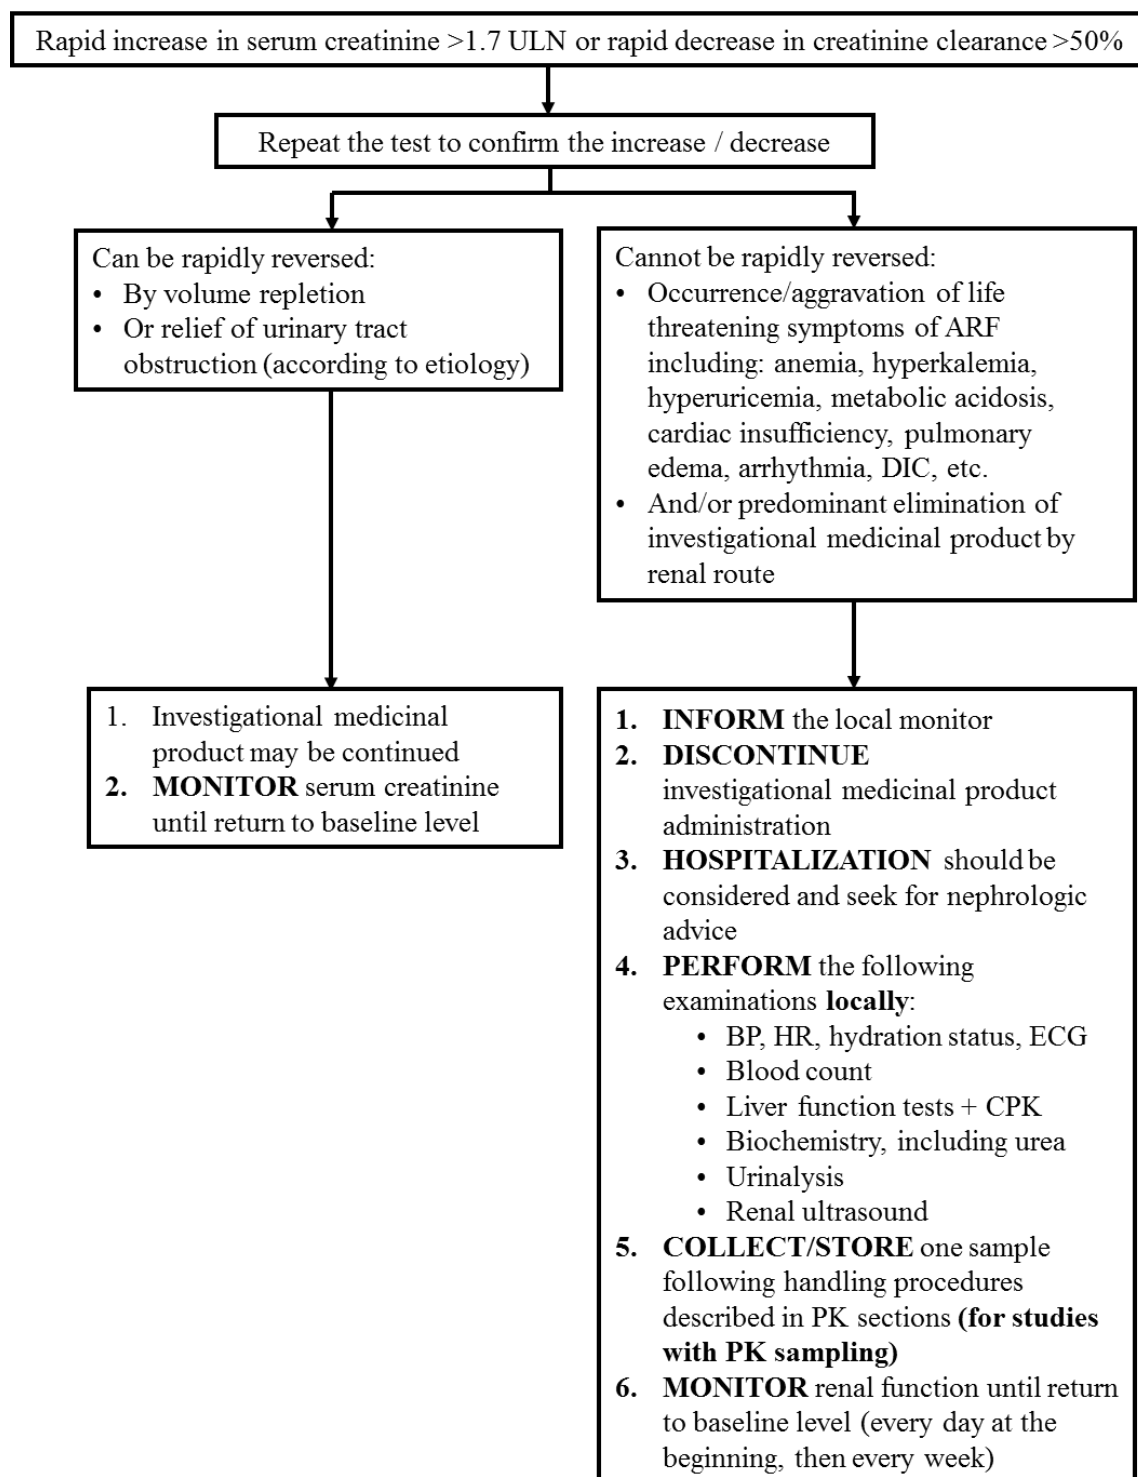 Rapid increase in serum creatinine >1.7 ULN or rapid decrease in creatinine clearance >50%
Repeat the test to confirm the increase / decrease
Can be rapidly reversed:
• By volume repletion
• Or relief of urinary tract
obstruction (according to etiology)
Cannot be rapidly reversed:
• Occurrence/aggravation of life
threatening symptoms of ARF
including: anemia, hyperkalemia,
hyperuricemia, metabolic acidosis,
cardiac insufficiency, pulmonary
edema, arrhythmia, DIC, etc.
• And/or predominant elimination of
investigational medicinal product by
renal route
1. Investigational medicinal
product may be continued
2. MONITOR serum creatinine
until return to baseline level
1. INFORM the local monitor
2. DISCONTINUE
investigational medicinal product
administration
3. HOSPITALIZATION should be
considered and seek for nephrologic
advice
4. PERFORM the following
examinations locally:
• BP, HR, hydration status, ECG
• Blood count
• Liver function tests + CPK
• Biochemistry, including urea
• Urinalysis
• Renal ultrasound
5. COLLECT/STORE one sample
following handling procedures
described in PK sections (for studies
with PK sampling)
6. MONITOR renal function until return
to baseline level (every day at the
beginning, then every week)